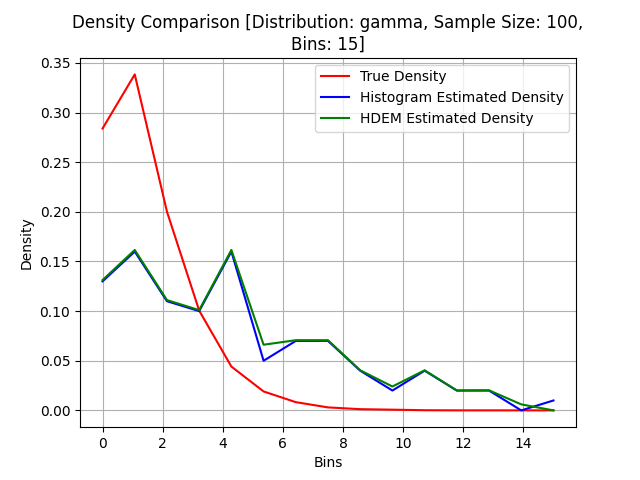 Density Comparison [Distribution: gamma, Sample Size: 100,
Bins: 15]
True Density
Histogram Estimated Density
HDEM Estimated Density
Density
0.35
0.30
0.25
0.20
0.15
0.10
0.05
0.00
0 2 4 6 8 10 12 14
Bins